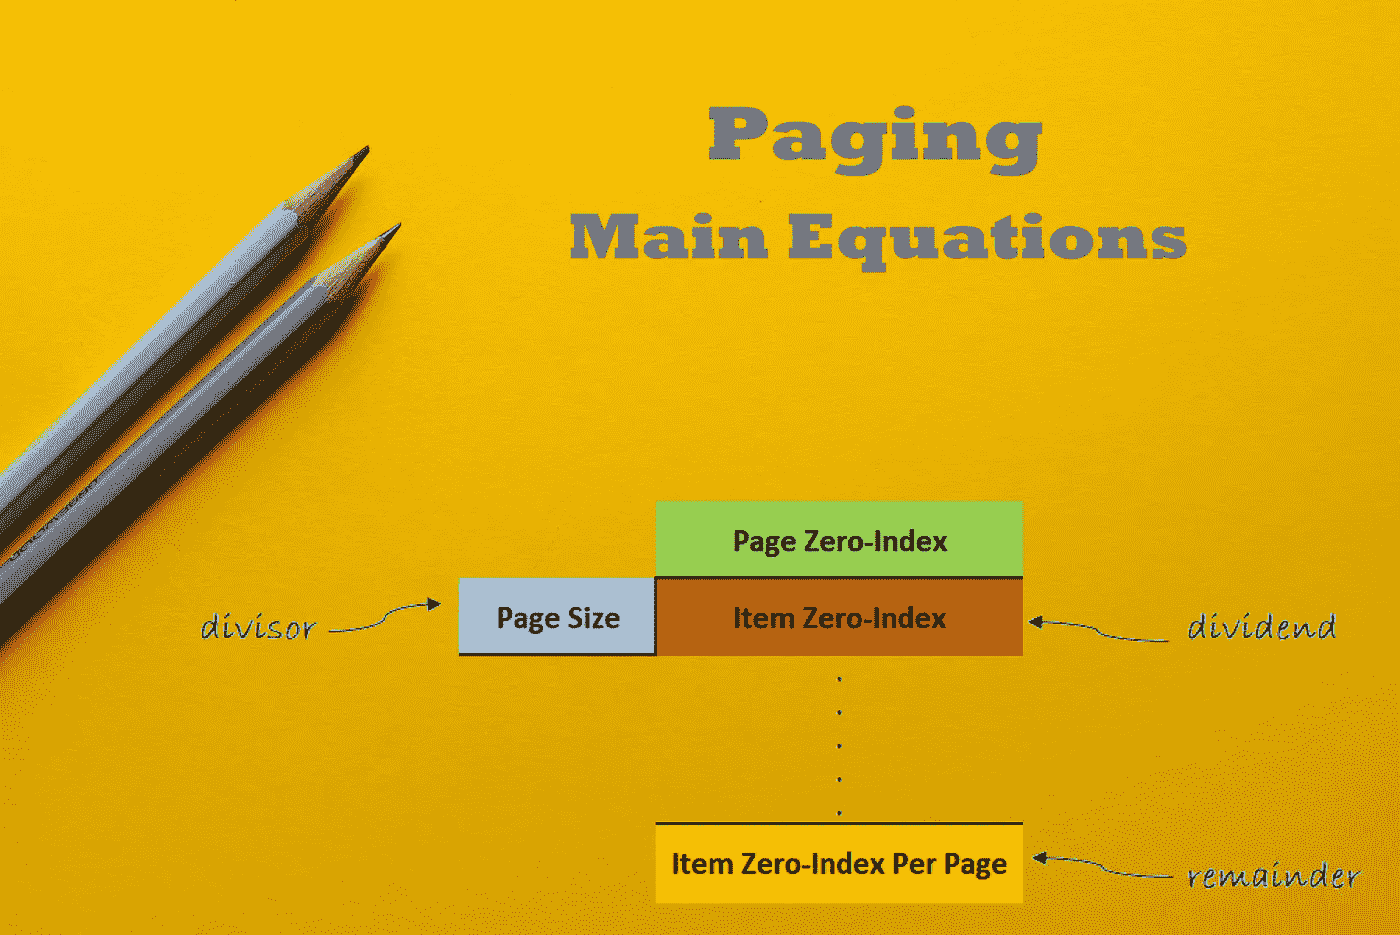 Paging
Main Equations
Page Zero-Index
divisor
Page Size
Item Zero-Index
dividend
Item Zero-Index Per Page
remainder